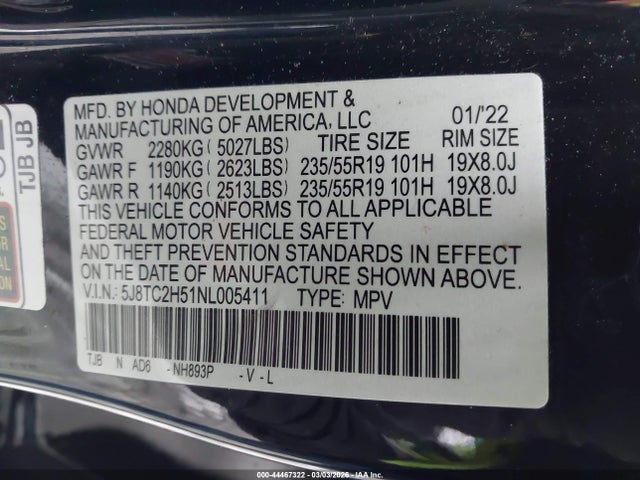 MFD. BY HONDA DEVELOPMENT &
MANUFACTURING OF AMERICA, LLC 01/'22
GVWR 2280KG ( 5027LBS) TIRE SIZE RIM SIZE
GAWR F 1190KG ( 2623LBS) 235/55R19 101H 19X8.0J
GAWR R 1140KG ( 2513LBS) 235/55R19 101H 19X8.0J
THIS VEHICLE CONFORMS TO ALL APPLICABLE
FEDERAL MOTOR VEHICLE SAFETY
AND THEFT PREVENTION STANDARDS IN EFFECT
ON THE DATE OF MANUFACTURE SHOWN ABOVE.
V.I.N.: 5J8TC2H51NL005411 TYPE: MPV
TJB N AD6 -NH893P -V-L
TJB JB
000-44467322 - 03/03/2026 - IAA Corp.